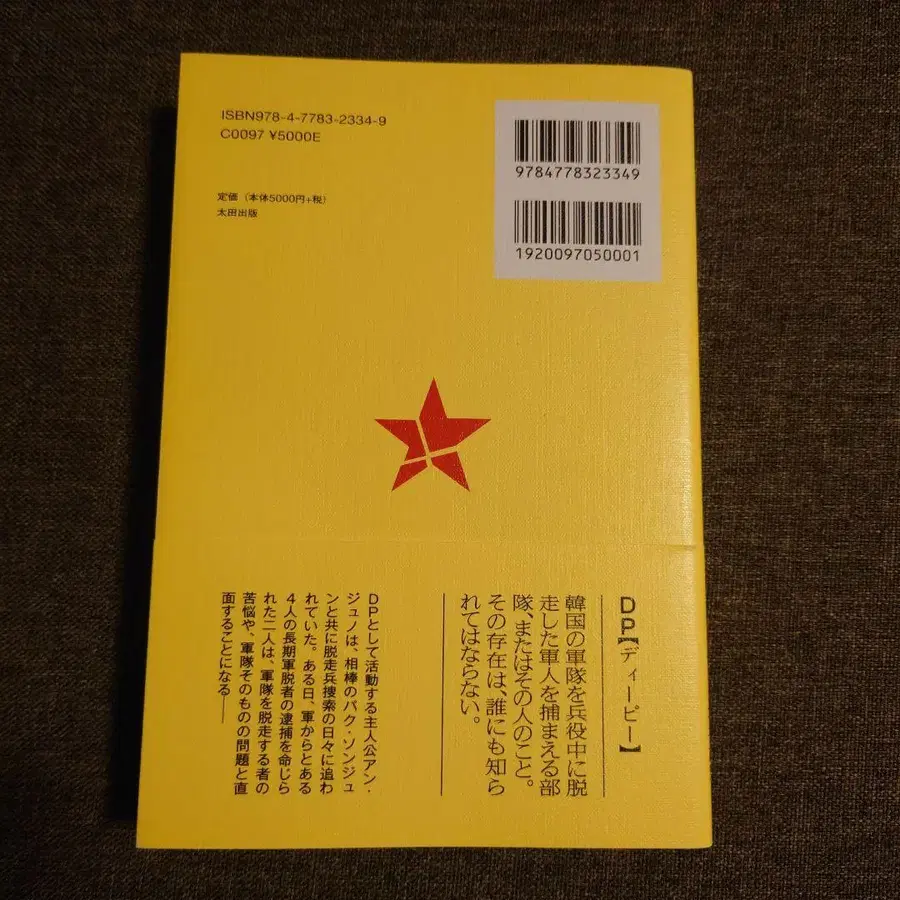 ISBN978-4-7783-2334-9
C0097 ¥5000E
定価（本体5000円+税）
太田出版
9784778323349
1920097050001
DP【ディーピー】
韓国の軍隊を兵役中に脱
走した軍人を捕まえる部
隊、またはその人のこと。
その存在は、誰にも知ら
れてはならない。
DPとして活動する主人公アン・
ジュノは、相棒のパク・ソンジュ
ンと共に脱走兵捜索の日々に追わ
れていた。ある日、軍からとある
4人の長期軍脱者の逮捕を命じら
れた二人は、軍隊を脱走する者の
苦悩や、軍隊そのものの問題と直
面することになる——